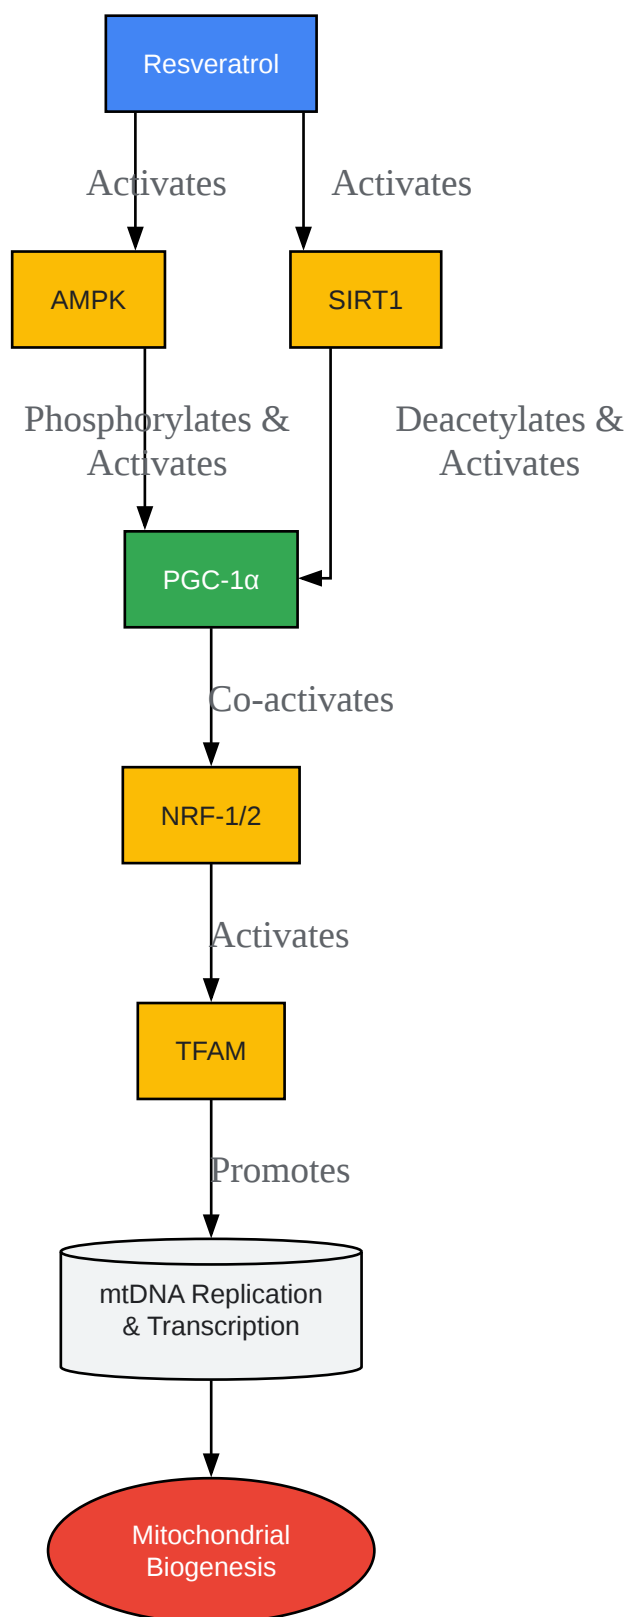 Resveratrol
Activates
Activates
AMPK
SIRT1
Phosphorylates &
Activates
Deacetylates &
Activates
PGC-1α
Co-activates
NRF-1/2
Activates
TFAM
Promotes
mtDNA Replication
& Transcription
Mitochondrial
Biogenesis